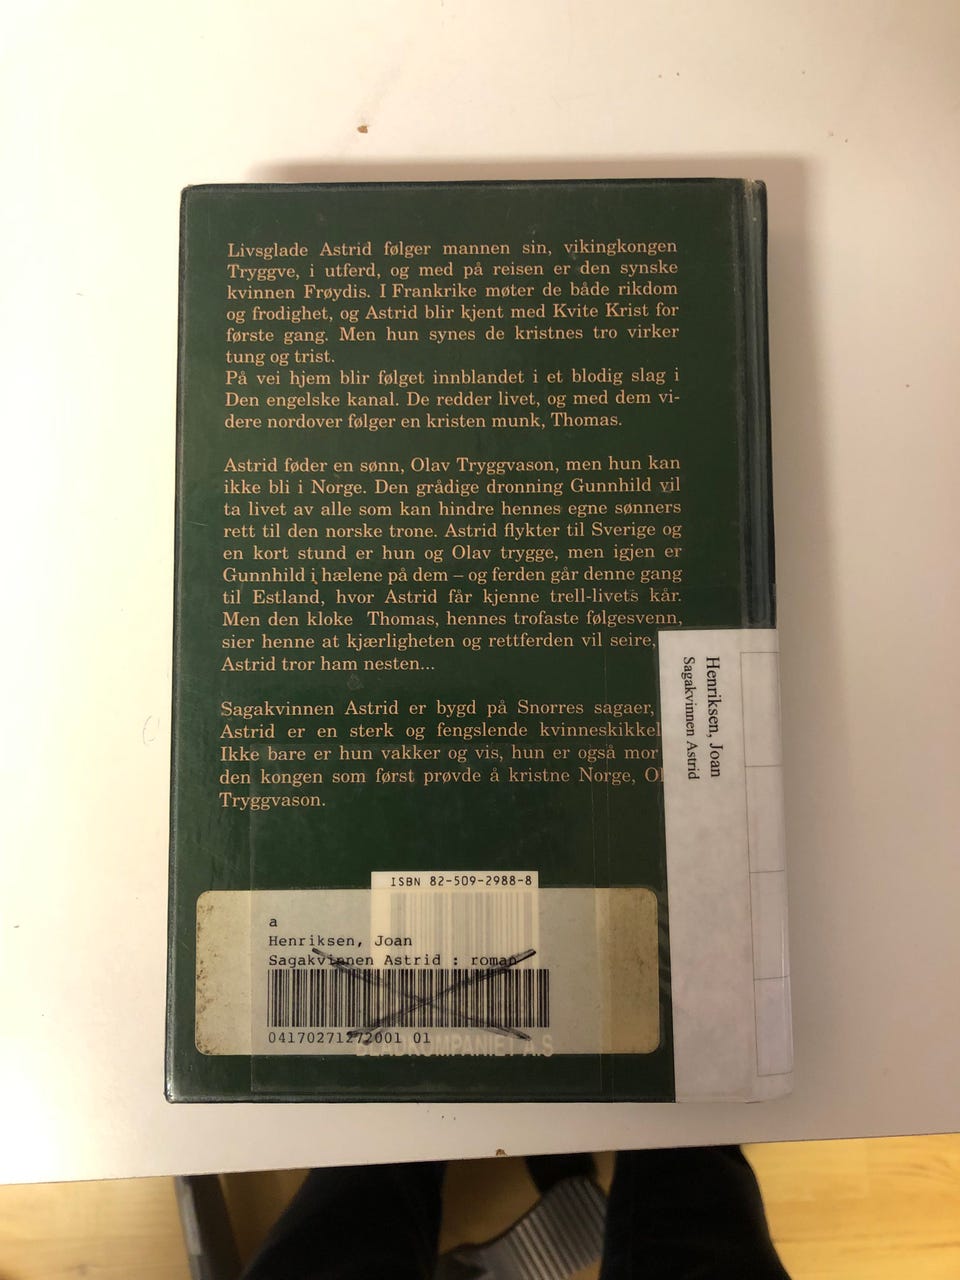 Livsglade Astrid følger mannen sin, vikingkongen
Tryggve, i utferd, og med på reisen er den synske
kvinnen Frøydis. I Frankrike møter de både rikdom
og frodighet, og Astrid blir kjent med Kvite Krist for
første gang. Men hun synes de kristnes tro virker
tung og trist.
På vei hjem blir følget innblandet i et blodig slag i
Den engelske kanal. De redder livet, og med dem vi-
dere nordover følger en kristen munk, Thomas.
Astrid føder en sønn, Olav Tryggvason, men hun kan
ikke bli i Norge. Den grådige dronning Gunnhild vil
ta livet av alle som kan hindre hennes egne sønners
rett til den norske trone. Astrid flykter til Sverige og
en kort stund er hun og Olav trygge, men igjen er
Gunnhild i hælene på dem – og ferden går denne gang
til Estland, hvor Astrid får kjenne trell-livets kår.
Men den kloke Thomas, hennes trofaste følgesvenn,
sier henne at kjærligheten og rettferden vil seire,
Astrid tror ham nesten...
Sagakvinnen Astrid er bygd på Snorres sagaer,
Astrid er en sterk og fengslende kvinneskikkel
Ikke bare er hun vakker og vis, hun er også mor
den kongen som først prøvde å kristne Norge, Ol
Tryggvason.
Henriksen, Joan
Sagakvinnen Astrid
ISBN 82-509-2988-8
a
Henriksen, Joan
Sagakvinnen Astrid : roman
04170271272001 01
BLADKOMPANIET A.S